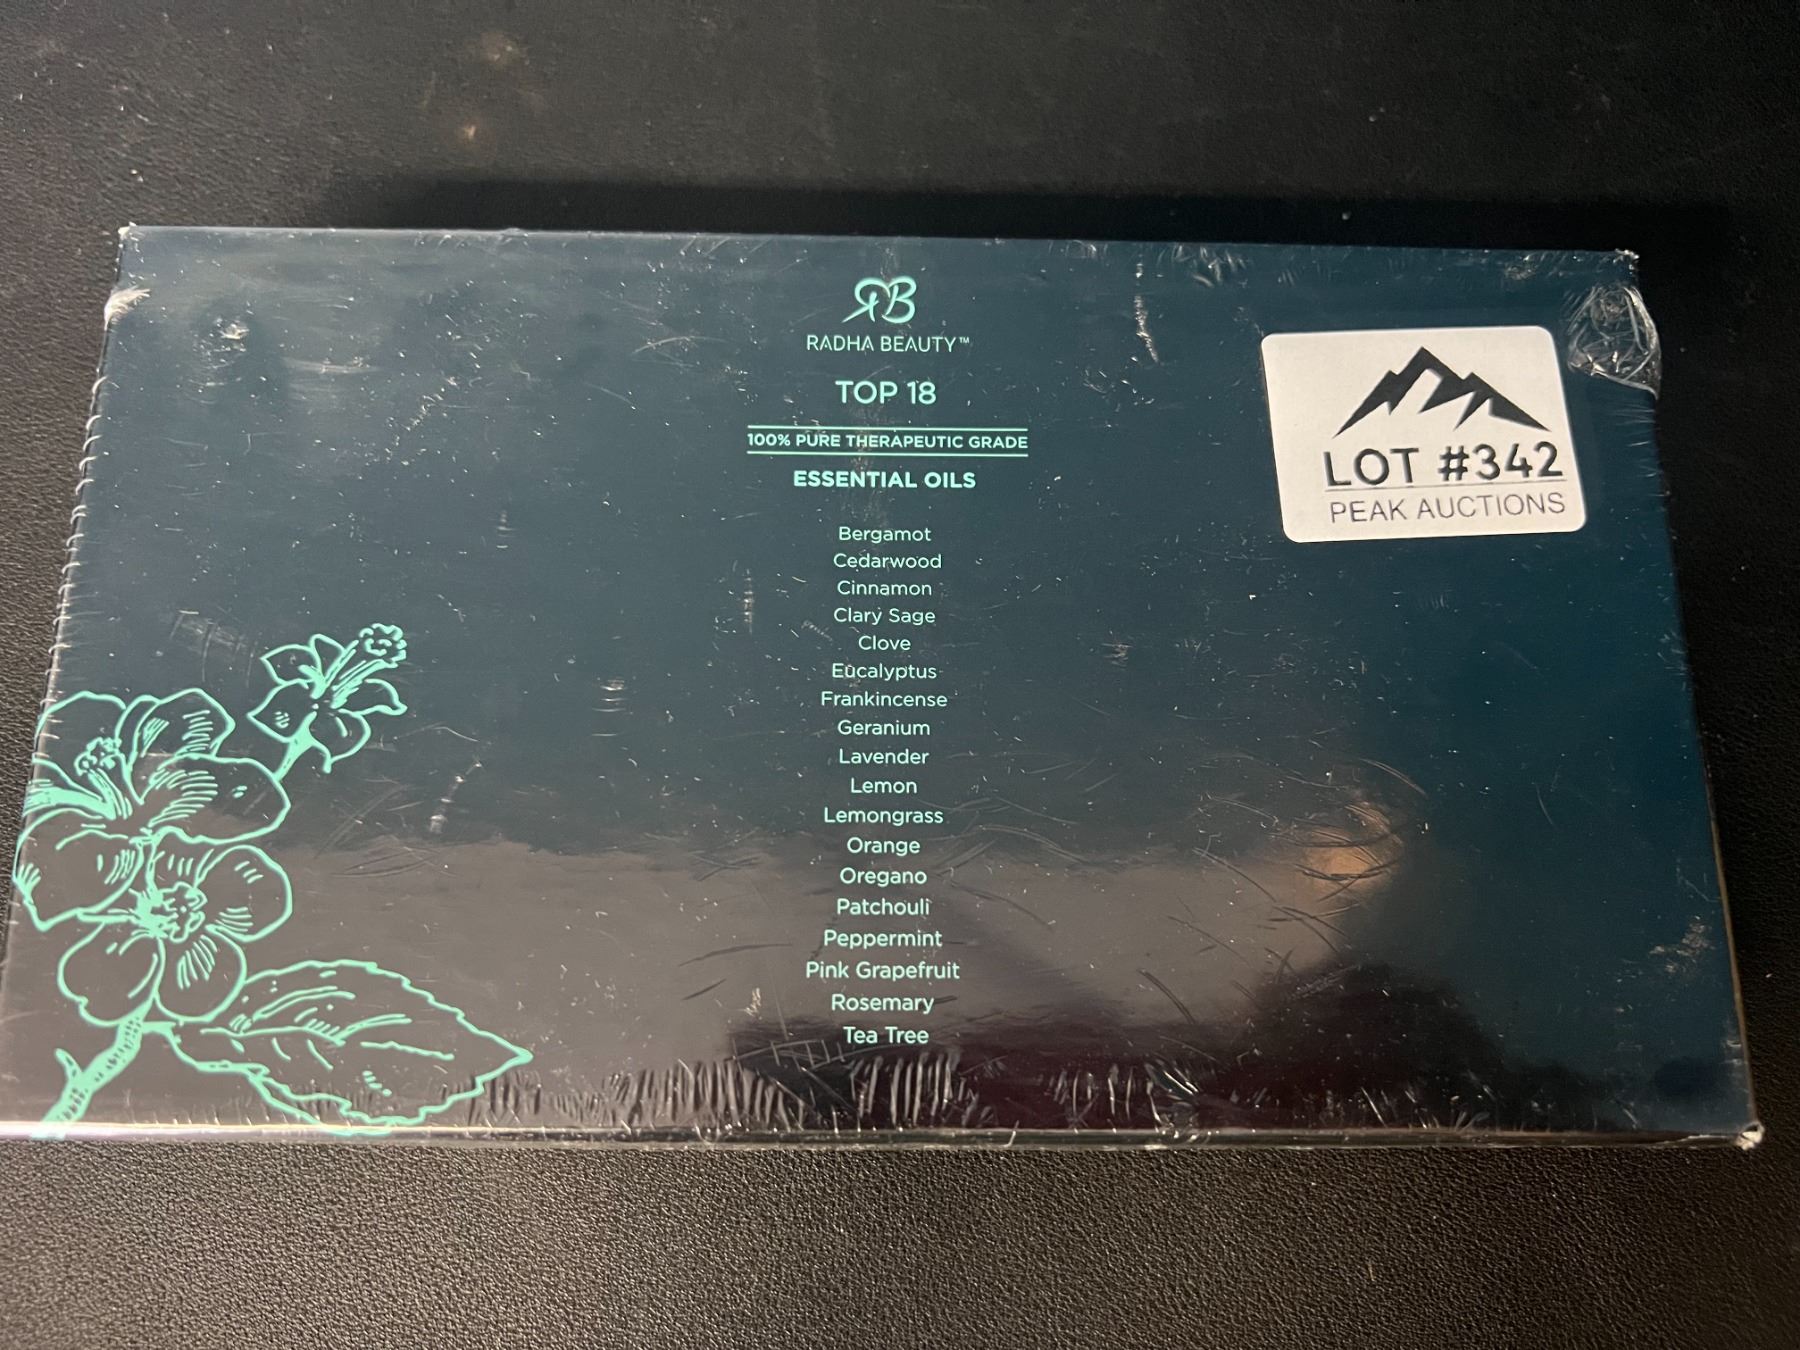 RB
RADHA BEAUTY™
TOP 18
100% PURE THERAPEUTIC GRADE
ESSENTIAL OILS
Bergamot
Cedarwood
Cinnamon
Clary Sage
Clove
Eucalyptus
Frankincense
Geranium
Lavender
Lemon
Lemongrass
Orange
Oregano
Patchouli
Peppermint
Pink Grapefruit
Rosemary
Tea Tree
LOT #342
PEAK AUCTIONS